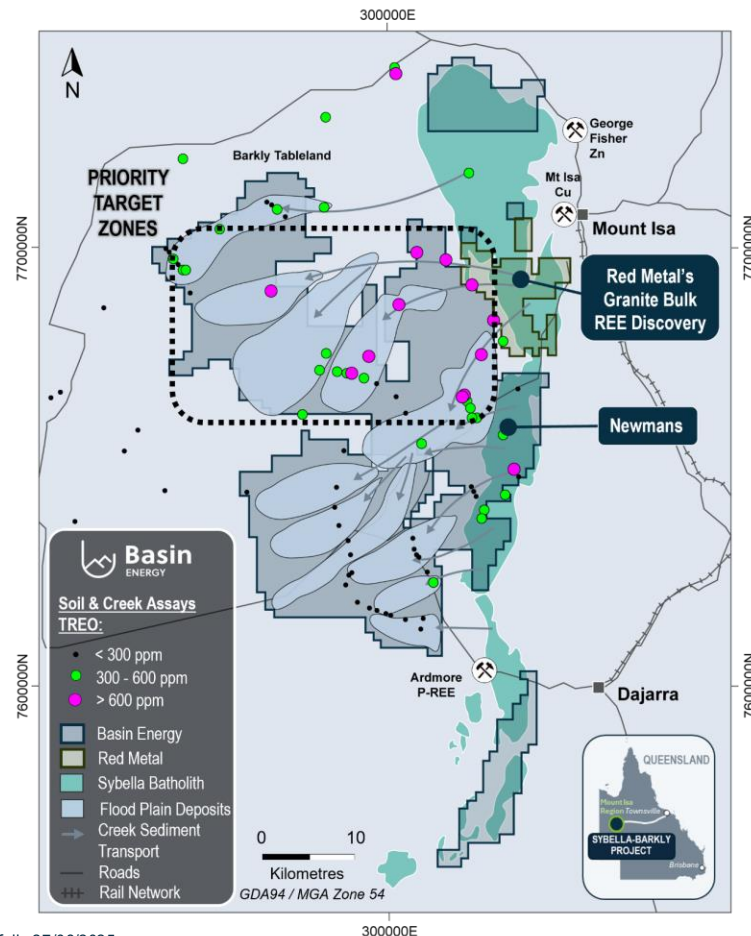 300000E
N
George
Fisher
Zn
Barkly Tableland
PRIORITY
TARGET
ZONES
Mt Isa
Cu
Mount Isa
7700000N
7700000N
Red Metal's
Granite Bulk
REE Discovery
Newmans
Basin
ENERGY
Soil & Creek Assays
TREO:
< 300 ppm
300 - 600 ppm
> 600 ppm
Basin Energy
Red Metal
Sybella Batholith
Flood Plain Deposits
Creek Sediment
Transport
Roads
Rail Network
Ardmore
P-REE
Dajarra
7600000N
7600000N
0 10
Kilometres
GDA94 / MGA Zone 54
QUEENSLAND
Mount Isa
Region
Townsville
SYBELLA-BARKLY
PROJECT
Brisbane
300000E